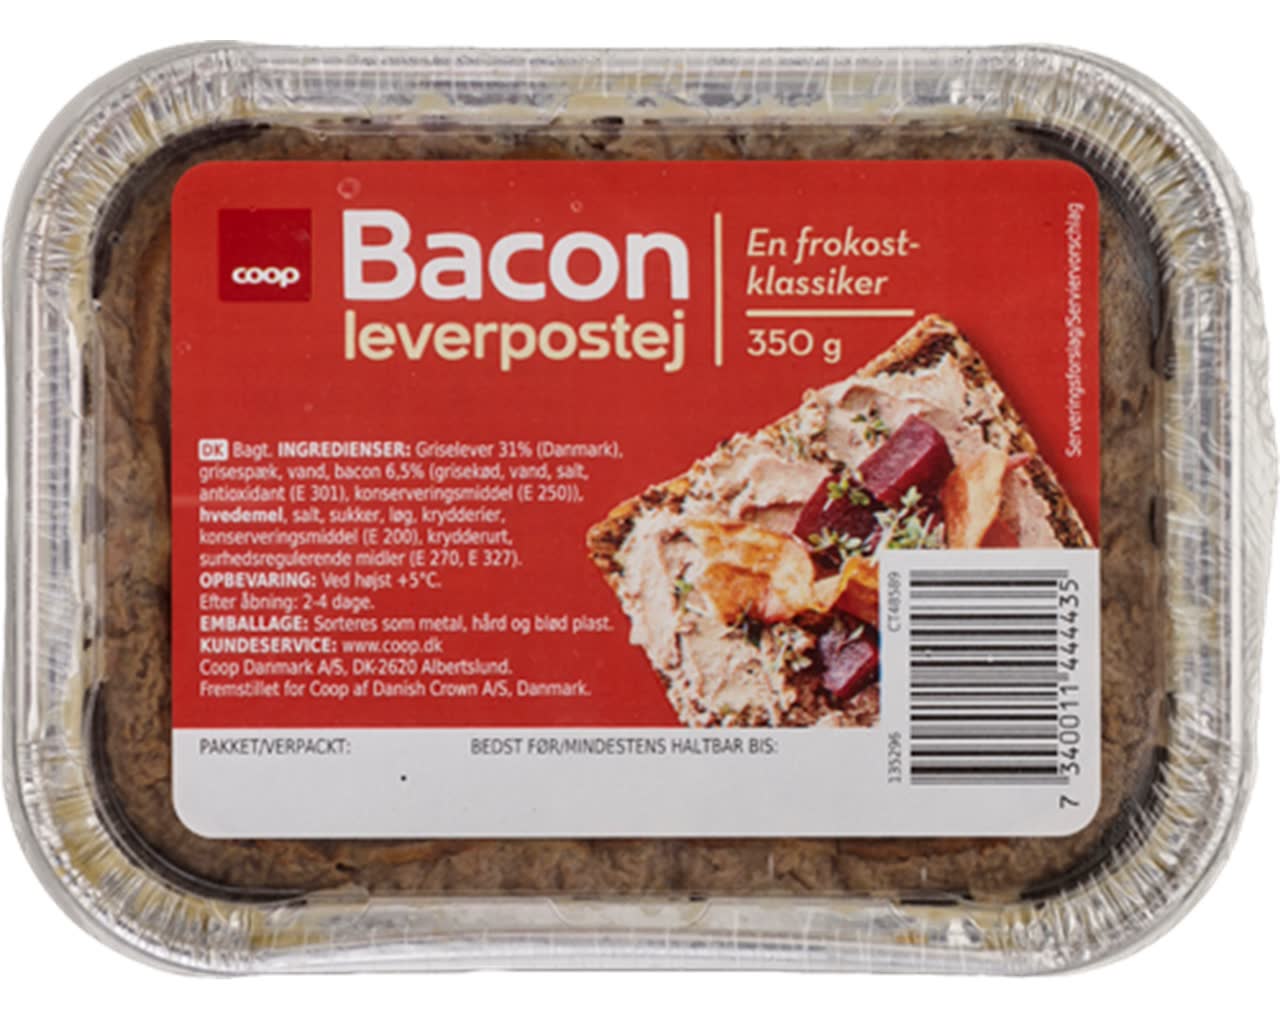 coop
Bacon
leverpostej
En frokost-
klassiker
350 g
Serveringsforslag/Serviervorschlag
DK Bagt. INGREDIENSER: Griselever 31% (Danmark),
grisespæk, vand, bacon 6,5% (grisekød, vand, salt,
antioxidant (E 301), konserveringsmiddel (E 250)),
hvedemel, salt, sukker, løg, krydderier,
konserveringsmiddel (E 200), krydderurt,
surhedsregulerende midler (E 270, E 327).
OPBEVARING: Ved højst +5°C.
Efter åbning: 2-4 dage.
EMBALLAGE: Sorteres som metal, hård og blød plast.
KUNDESERVICE: www.coop.dk
Coop Danmark A/S, DK-2620 Albertslund.
Fremstillet for Coop af Danish Crown A/S, Danmark.
PAKKET/VERPACKT:
BEDST FØR/MINDESTENS HALTBAR BIS:
CT48589
135296
7 340011 444435